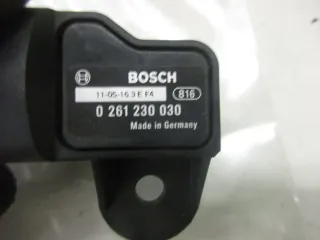 BOSCH
11-05-16 3 E F4
816
0 261 230 030
Made in Germany